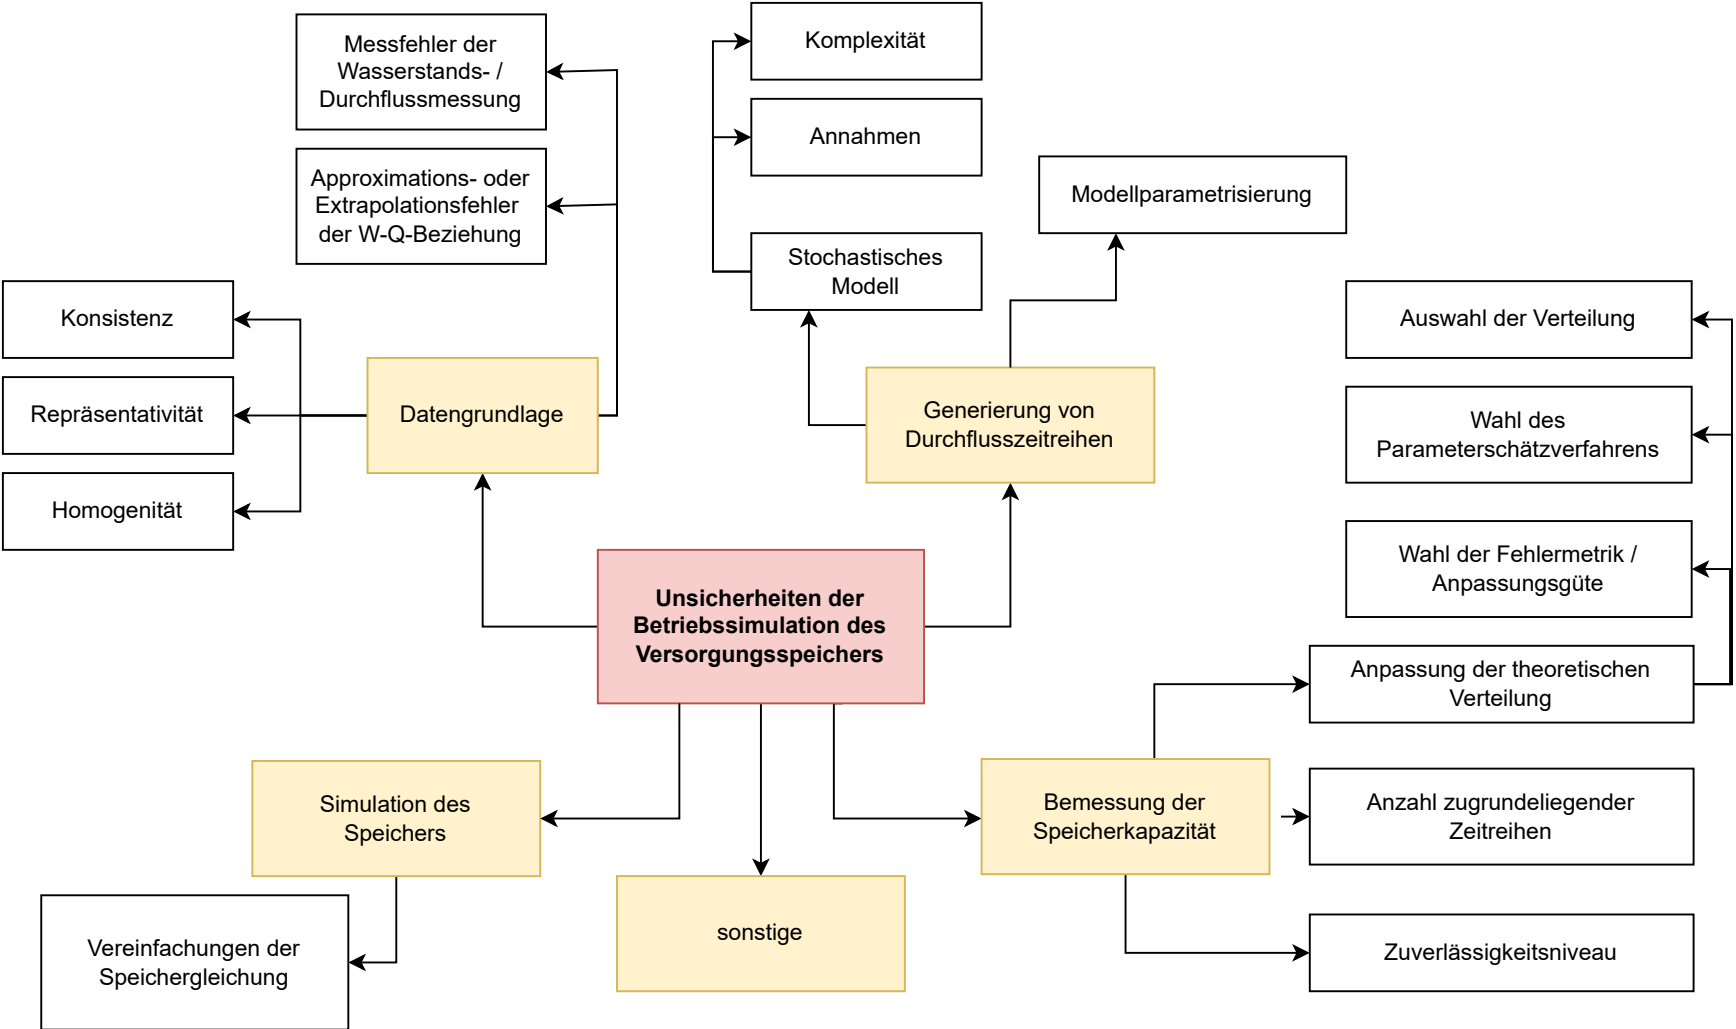 Messfehler der
Wasserstands- /
Durchflussmessung
Approximations- oder
Extrapolationsfehler
der W-Q-Beziehung
Komplexität
Annahmen
Stochastisches
Modell
Modellparametrisierung
Konsistenz
Repräsentativität
Homogenität
Datengrundlage
Generierung von
Durchflusszeitreihen
Auswahl der Verteilung
Wahl des
Parameterschätzverfahrens
Wahl der Fehlermetrik /
Anpassungsgüte
Unsicherheiten der
Betriebssimulation des
Versorgungsspeichers
Anpassung der theoretischen
Verteilung
Simulation des
Speichers
Bemessung der
Speicherkapazität
Anzahl zugrundeliegender
Zeitreihen
sonstige
Vereinfachungen der
Speichergleichung
Zuverlässigkeitsniveau